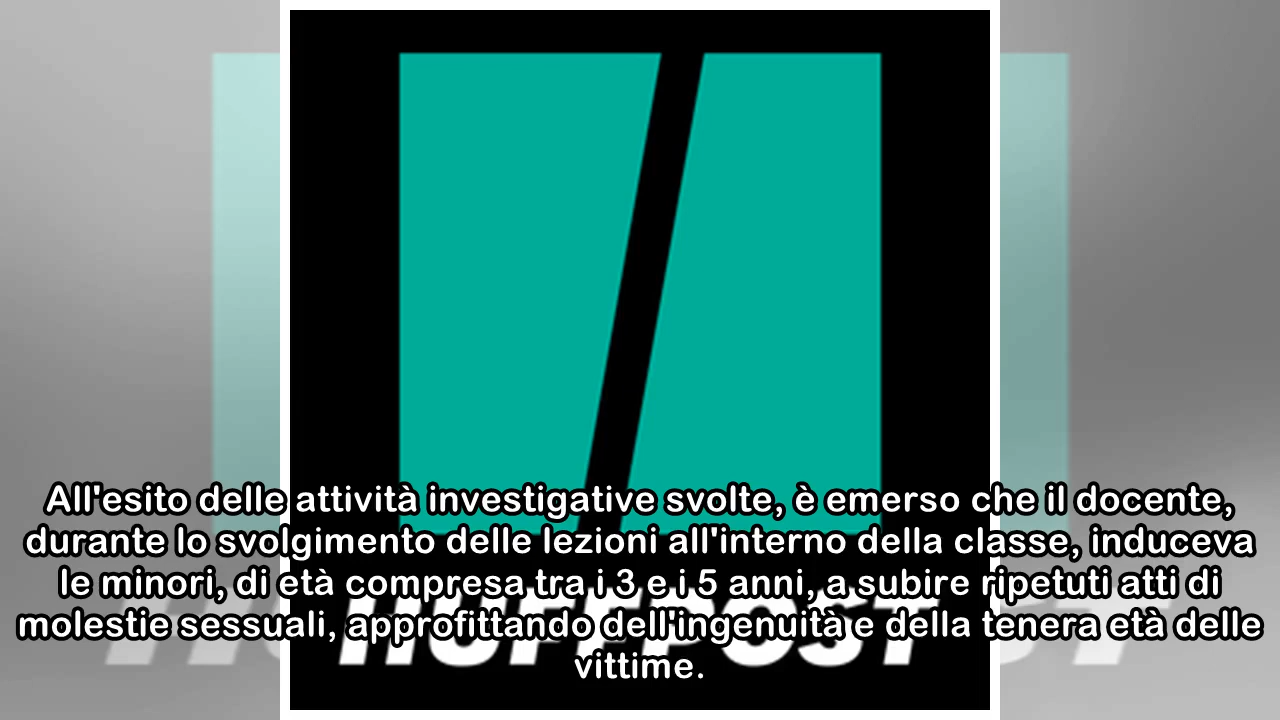 All'esito delle attività investigative svolte, è emerso che il docente,
durante lo svolgimento delle lezioni all'interno della classe, induceva
le minori, di età compresa tra i 3 e i 5 anni, a subire ripetuti atti di
molestie sessuali, approfittando dell'ingenuità e della tenera età delle
vittime.
HUFFPOST